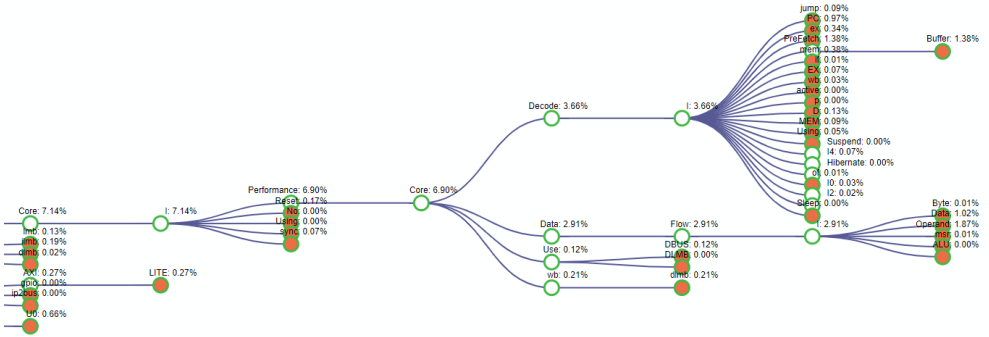 Core: 7.14%
lmb: 0.13%
ilmb: 0.19%
dlmb: 0.02%
AXI: 0.27%
gpio: 0.00%
ip2bus: 0.00%
U0: 0.66%
I: 7.14%
LITE: 0.27%
Performance: 6.90%
Reset: 0.17%
No: 0.00%
Using: 0.00%
sync: 0.07%
Core: 6.90%
Decode: 3.66%
Data: 2.91%
Use: 0.12%
wb: 0.21%
I: 3.66%
Flow: 2.91%
DBUS: 0.12%
DLMB: 0.00%
dlmb: 0.21%
jump: 0.09%
PC: 0.97%
ex: 0.34%
PreFetch: 1.38%
mem: 0.38%
if: 0.01%
EX: 0.07%
wb: 0.03%
active: 0.00%
p: 0.00%
D: 0.13%
MEM: 0.09%
Using: 0.05%
Suspend: 0.00%
I4: 0.07%
Hibernate: 0.00%
of: 0.01%
I0: 0.03%
I2: 0.02%
Sleep: 0.00%
I: 2.91%
Buffer: 1.38%
Byte: 0.01%
Data: 1.02%
Operand: 1.87%
msr: 0.01%
ALU: 0.00%